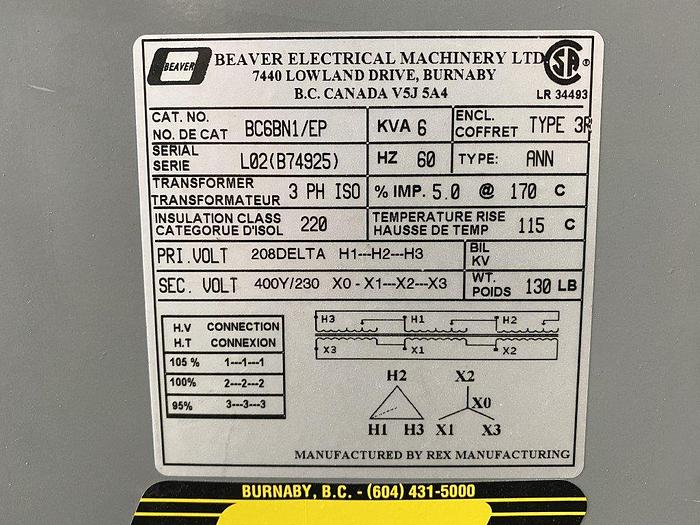 BEAVER
BEAVER ELECTRICAL MACHINERY LTD
7440 LOWLAND DRIVE, BURNABY
B.C. CANADA V5J 5A4
LR 34493
CAT. NO.
NO. DE CAT BC6BN1/EP
KVA 6
ENCL.
COFFRET TYPE 3R
SERIAL
SERIE L02(B74925)
HZ 60
TYPE: ANN
TRANSFORMER
TRANSFORMATEUR 3 PH ISO
% IMP. 5.0 @ 170 C
INSULATION CLASS
CATEGORUE D'ISOL 220
TEMPERATURE RISE
HAUSSE DE TEMP 115 C
PRI.VOLT 208DELTA H1---H2---H3
BIL
KV
SEC. VOLT 400Y/230 X0 - X1---X2---X3
WT.
POIDS 130 LB
H.V CONNECTION
H.T CONNEXION
105 % 1---1---1
100% 2---2---2
95% 3---3---3
H3 H1 H2
X3 X1 X2
H2 X2
X0
H1 H3 X1 X3
MANUFACTURED BY REX MANUFACTURING
BURNABY, B.C. - (604) 431-5000